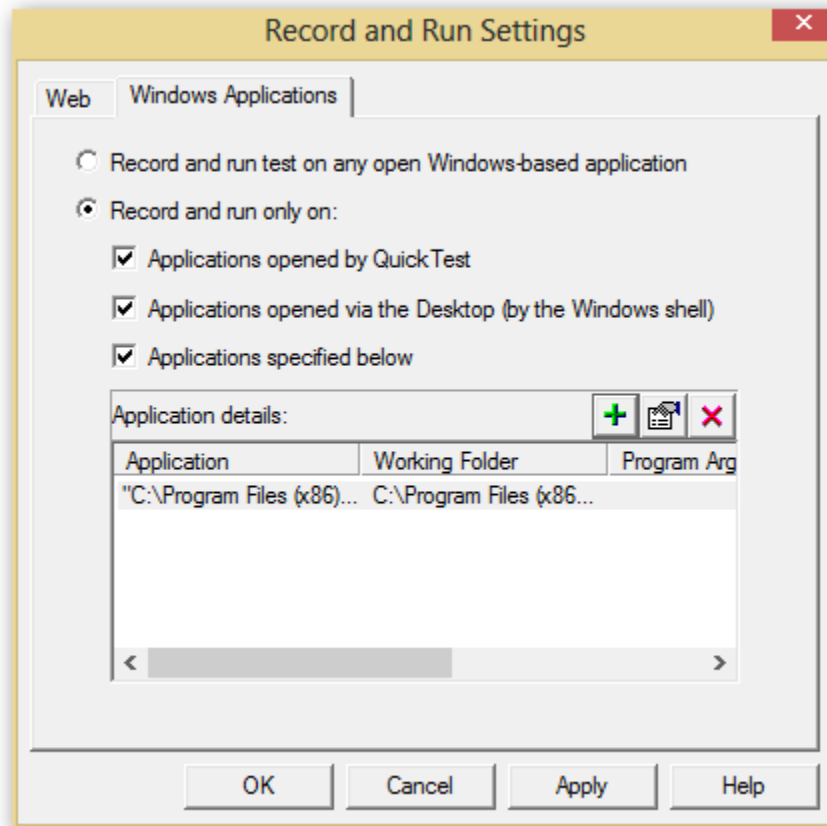 Record and Run Settings
Web Windows Applications
Record and run test on any open Windows-based application
Record and run only on:
Applications opened by QuickTest
Applications opened via the Desktop (by the Windows shell)
Applications specified below
Application details:
Application Working Folder Program Arg
"C:\Program Files (x86)... C:\Program Files (x86...
OK Cancel Apply Help